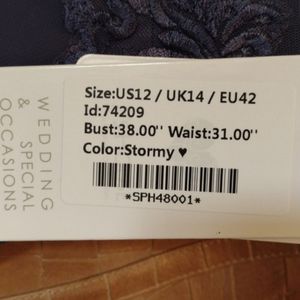 WEDDING
& SPECIAL
OCCASIONS
Size:US12 / UK14 / EU42
Id:74209
Bust:38.00'' Waist:31.00''
Color:Stormy ♥
*SPH48001*